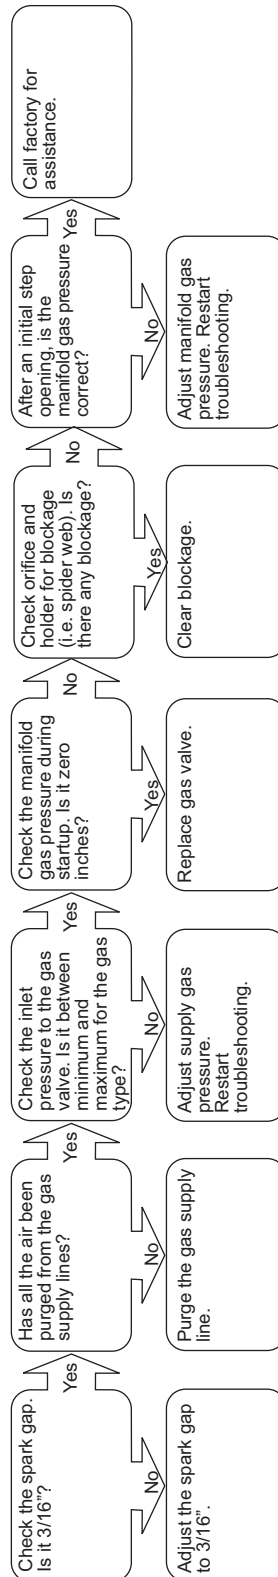 Check the spark gap.
Is it 3/16"?
Yes
No
Adjust the spark gap
to 3/16".
Has all the air been
purged from the gas
supply lines?
Yes
No
Purge the gas supply
line.
Check the inlet
pressure to the gas
valve. Is it between
minimum and
maximum for the gas
type?
Yes
No
Adjust supply gas
pressure.
Restart
troubleshooting.
Check the manifold
gas pressure during
startup. Is it zero
inches?
No
Yes
Replace gas valve.
Check orifice and
holder for blockage
(i.e. spider web). Is
there any blockage?
No
Yes
Clear blockage.
After an initial step
opening, is the
manifold gas pressure
correct?
Yes
No
Adjust manifold gas
pressure. Restart
troubleshooting.
Call factory for
assistance.